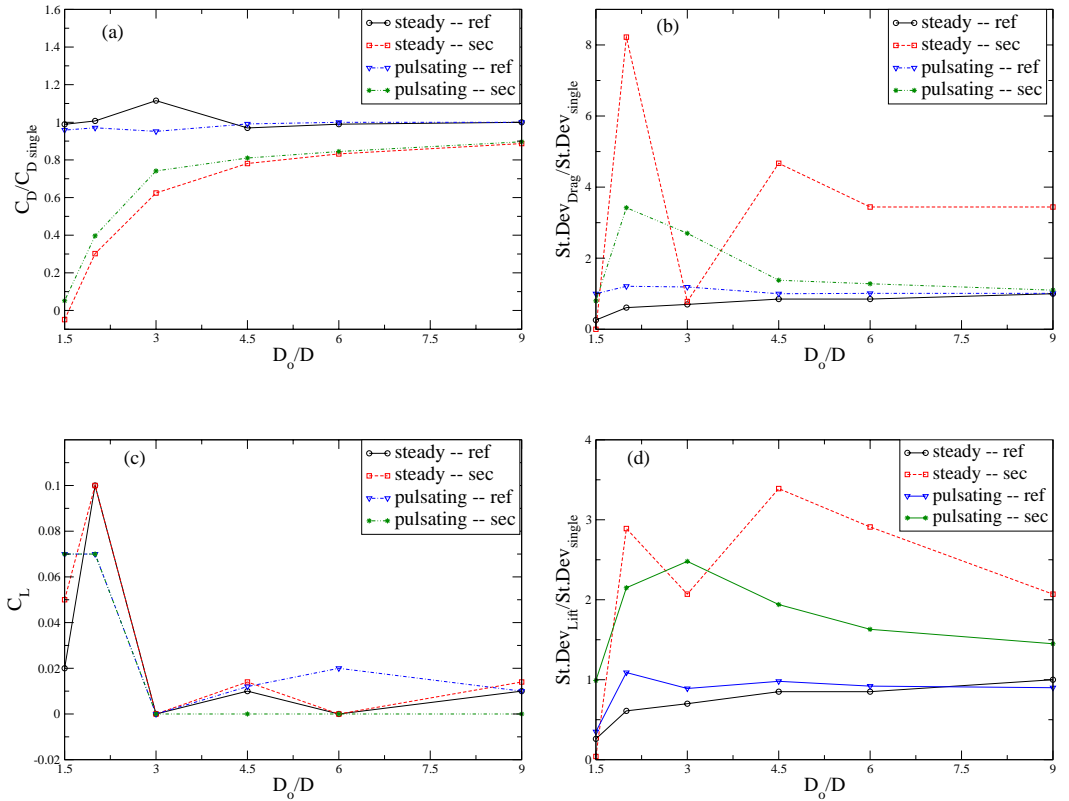 (a)
steady -- ref
steady -- sec
pulsating -- ref
pulsating -- sec
1.6
1.4
1.2
1
0.8
0.6
0.4
0.2
0
C_D/C_D single
1.5 3 4.5 6 7.5 9
D_o/D
(b)
steady -- ref
steady -- sec
pulsating -- ref
pulsating -- sec
8
6
4
2
0
St.Dev_Drag/St.Dev_single
1.5 3 4.5 6 7.5 9
D_o/D
(c)
steady -- ref
steady -- sec
pulsating -- ref
pulsating -- sec
0.1
0.08
0.06
0.04
0.02
0
-0.02
C_L
1.5 3 4.5 6 7.5 9
D_o/D
(d)
steady -- ref
steady -- sec
pulsating -- ref
pulsating -- sec
4
3
2
1
0
St.Dev_Lift/St.Dev_single
1.5 3 4.5 6 7.5 9
D_o/D